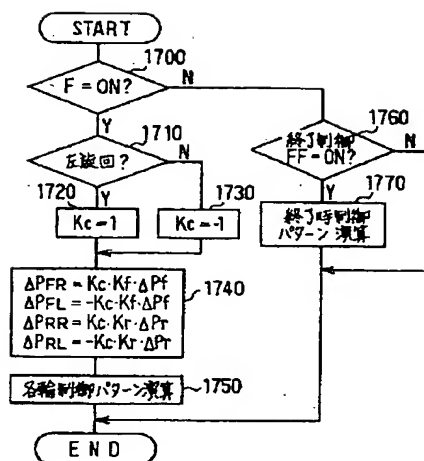 START
1700
F=ON?
N
Y
1710
左旋回?
N
1760
終了制御
FF=ON?
1720
Y
1730
Y
1770
Kc=1
Kc=-1
終了時制御
パターン演算
ΔPFR = Kc·Kf·ΔPf
ΔPFL = -Kc·Kf·ΔPf
ΔPRR = Kc·Kr·ΔPr
ΔPRL = -Kc·Kr·ΔPr
1740
各輪制御パターン演算
1750
END
N